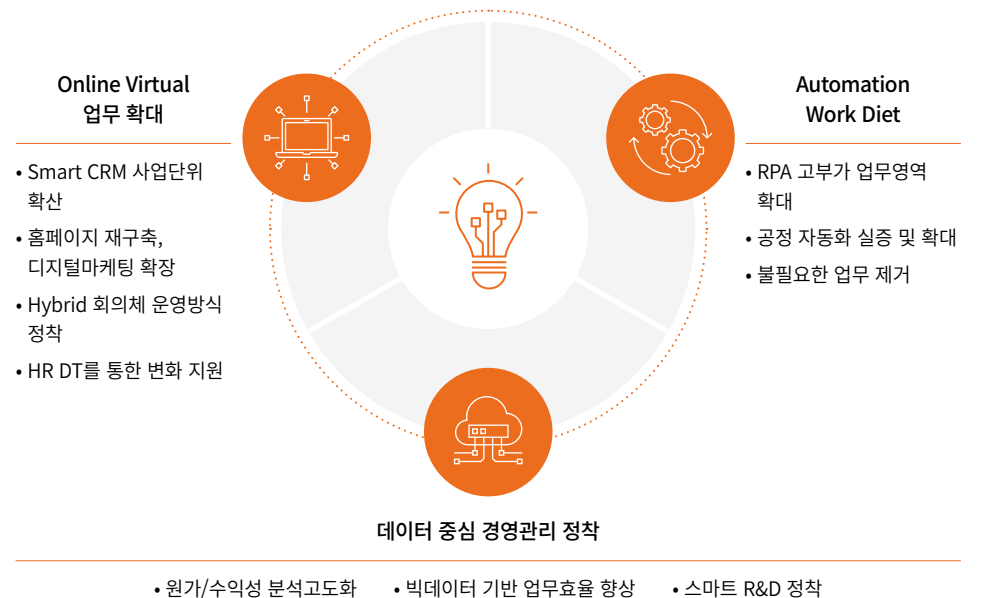 Online Virtual
업무 확대
• Smart CRM 사업단위
확산
• 홈페이지 재구축,
디지털마케팅 확장
• Hybrid 회의체 운영방식
정착
• HR DT를 통한 변화 지원
Automation
Work Diet
• RPA 고부가 업무영역
확대
• 공정 자동화 실증 및 확대
• 불필요한 업무 제거
데이터 중심 경영관리 정착
• 원가/수익성 분석고도화 • 빅데이터 기반 업무효율 향상 • 스마트 R&D 정착